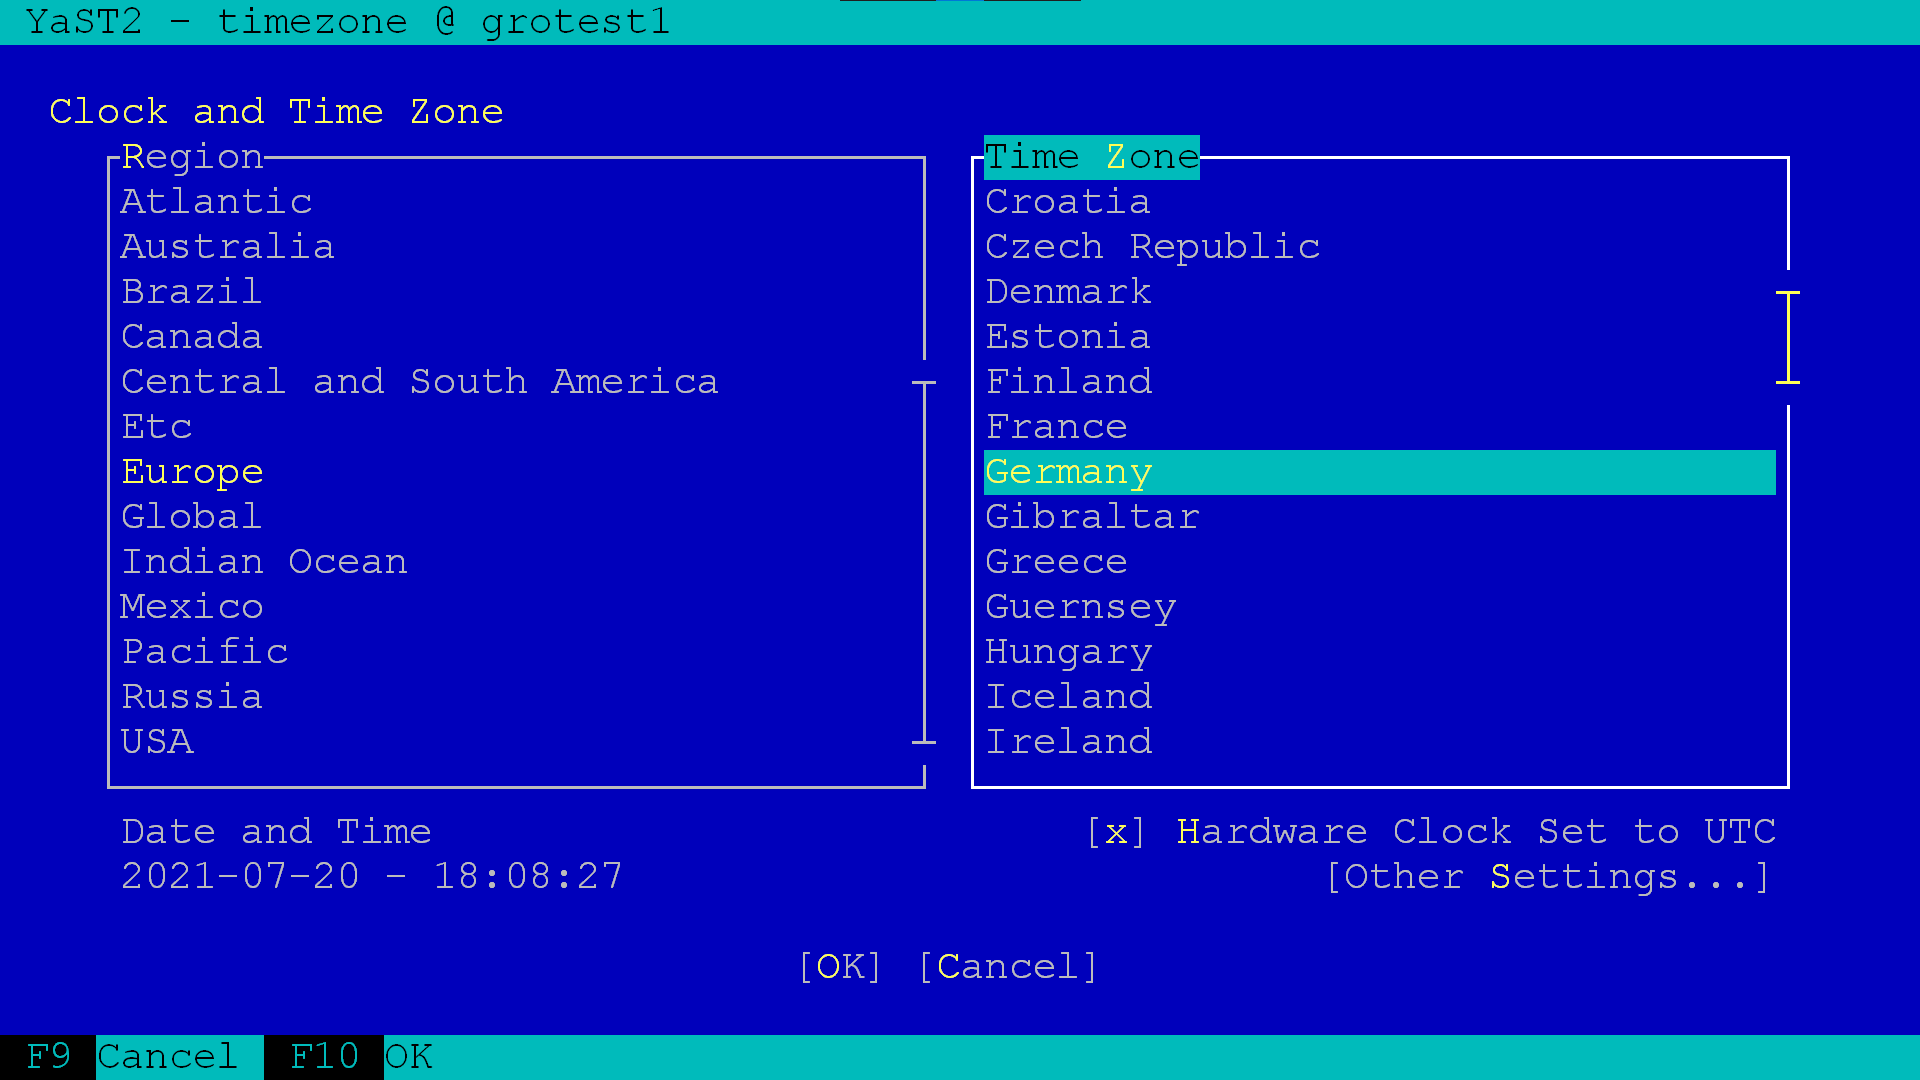 YaST2 - timezone @ grotest1
Clock and Time Zone
Region
Atlantic
Australia
Brazil
Canada
Central and South America
Etc
Europe
Global
Indian Ocean
Mexico
Pacific
Russia
USA
Time Zone
Croatia
Czech Republic
Denmark
Estonia
Finland
France
Germany
Gibraltar
Greece
Guernsey
Hungary
Iceland
Ireland
Date and Time
2021-07-20 - 18:08:27
[x] Hardware Clock Set to UTC
[Other Settings...]
[OK] [Cancel]
F9 Cancel F10 OK